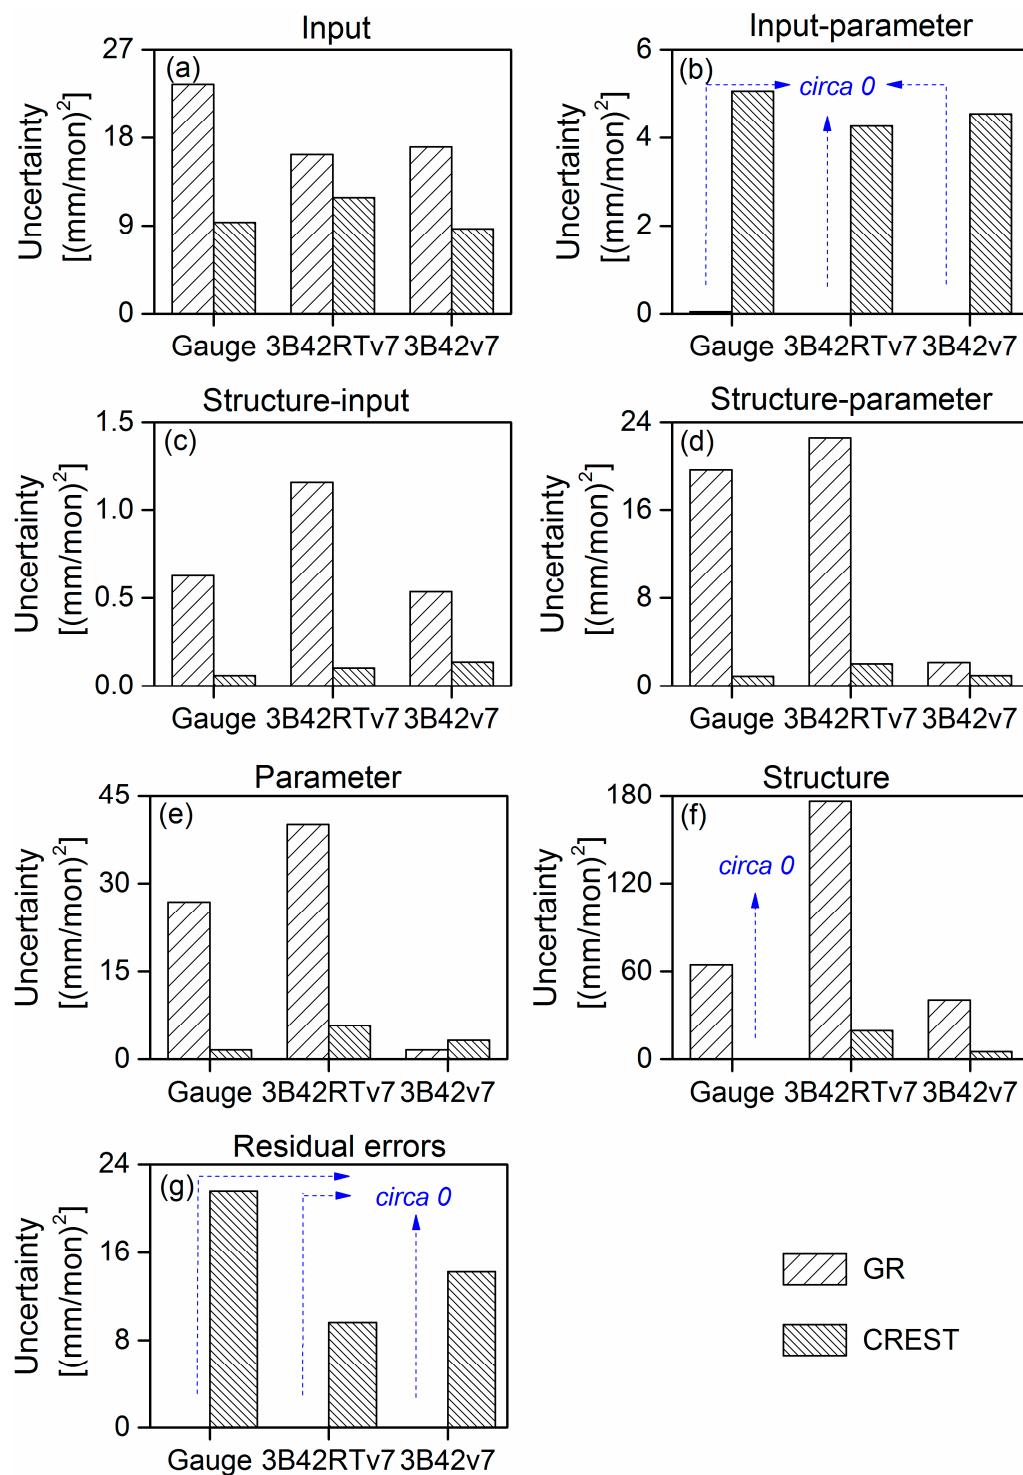 Input
(a)
Uncertainty
[(mm/mon)²]
27
18
9
0
Gauge 3B42RTv7 3B42v7
Input-parameter
(b)
circa 0
Uncertainty
[(mm/mon)²]
6
4
2
0
Gauge 3B42RTv7 3B42v7
Structure-input
(c)
Uncertainty
[(mm/mon)²]
1.5
1.0
0.5
0.0
Gauge 3B42RTv7 3B42v7
Structure-parameter
(d)
Uncertainty
[(mm/mon)²]
24
16
8
0
Gauge 3B42RTv7 3B42v7
Parameter
(e)
Uncertainty
[(mm/mon)²]
45
30
15
0
Gauge 3B42RTv7 3B42v7
Structure
(f)
circa 0
Uncertainty
[(mm/mon)²]
180
120
60
0
Gauge 3B42RTv7 3B42v7
Residual errors
(g)
circa 0
Uncertainty
[(mm/mon)²]
24
16
8
0
Gauge 3B42RTv7 3B42v7
GR
CREST